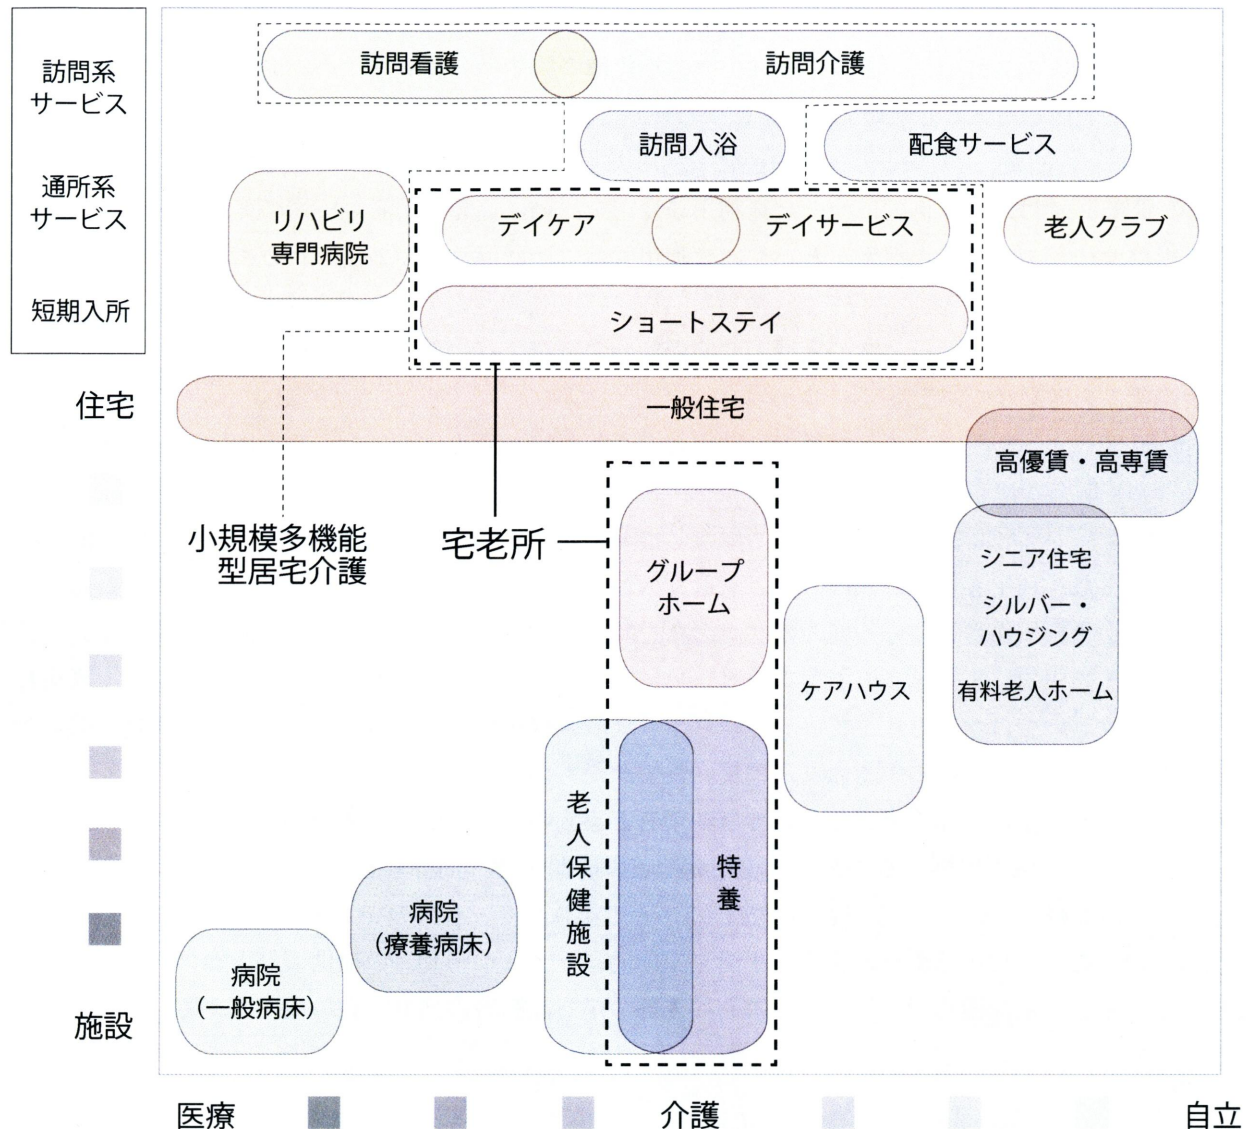 訪問系
サービス
訪問看護
訪問介護
訪問入浴
配食サービス
通所系
サービス
リハビリ
専門病院
デイケア
デイサービス
老人クラブ
短期入所
ショートステイ
住宅
一般住宅
高優賃・高専賃
小規模多機能
型居宅介護
宅老所
グループ
ホーム
シニア住宅
シルバー・
ハウジング
有料老人ホーム
ケアハウス
老人保健施設
特養
病院
（療養病床）
病院
（一般病床）
施設
医療
介護
自立